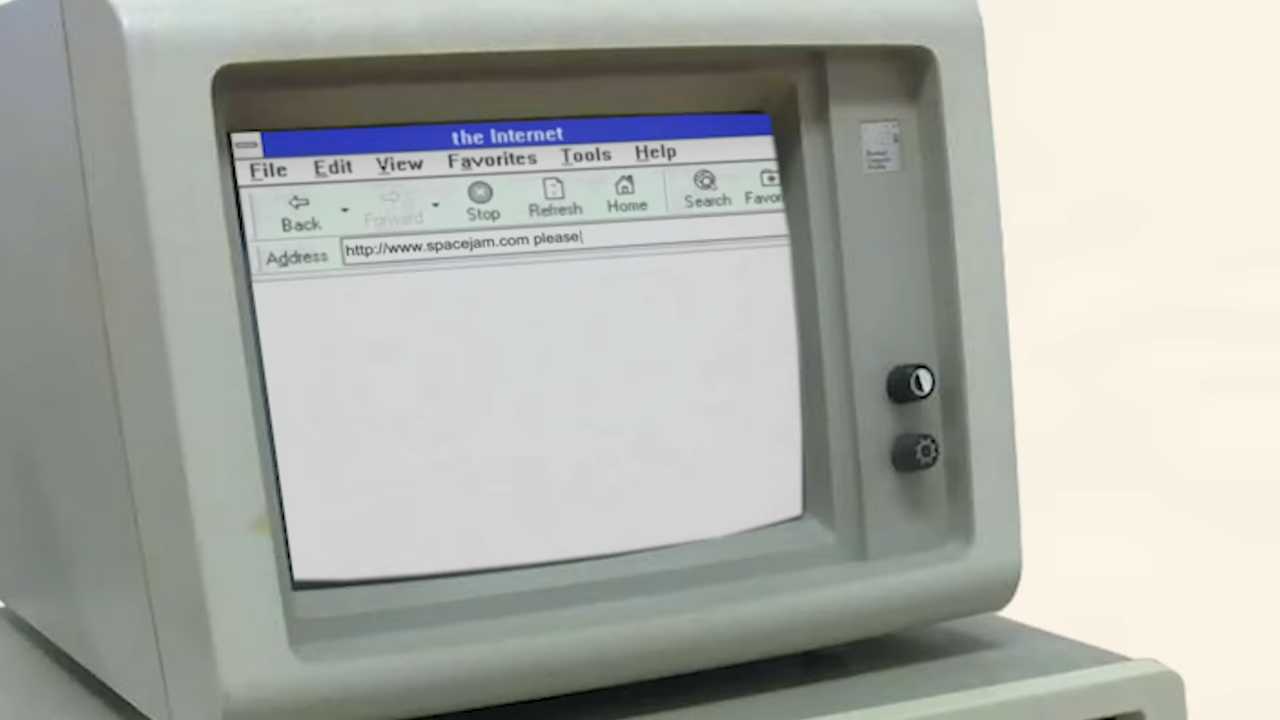 the Internet
File Edit View Favorites Tools Help
Back Forward Stop Refresh Home Search Favor
Address http://www.spacejam.com please